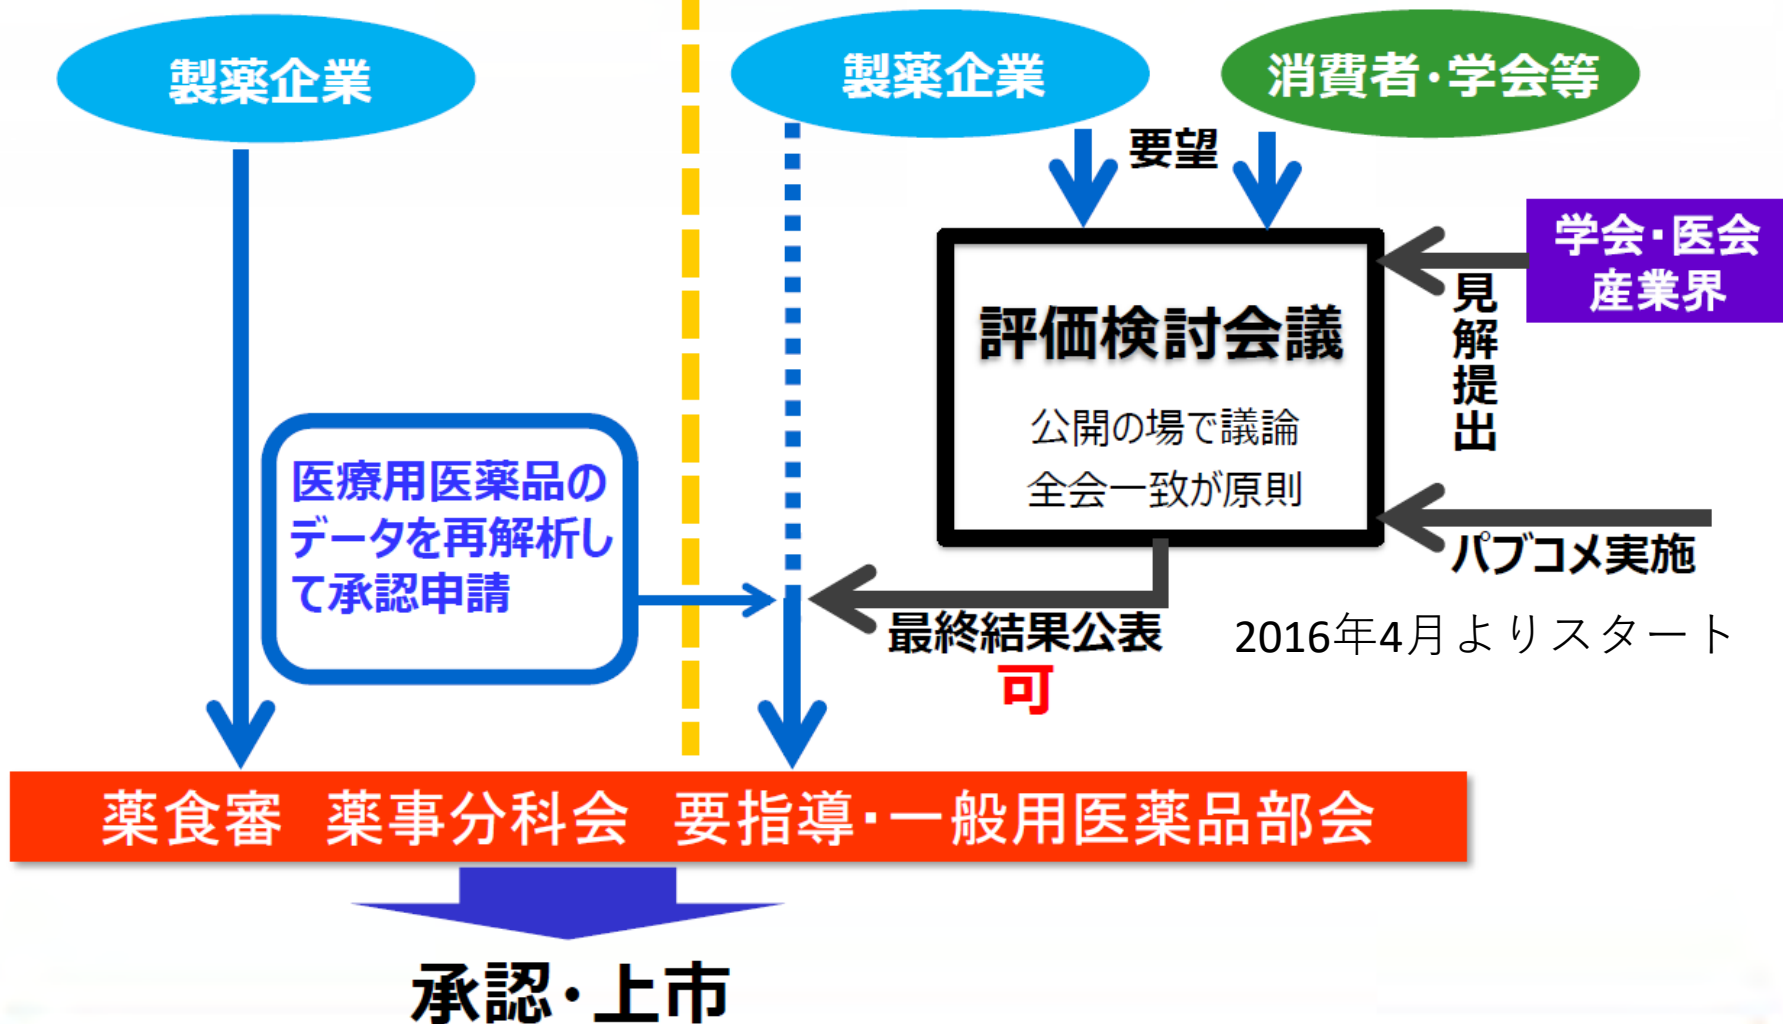 製薬企業
製薬企業
消費者・学会等
要望
学会・医会
産業界
見解提出
評価検討会議
公開の場で議論
全会一致が原則
医療用医薬品の
データを再解析し
て承認申請
パブコメ実施
最終結果公表
可
2016年4月よりスタート
薬食審 薬事分科会 要指導・一般用医薬品部会
承認・上市